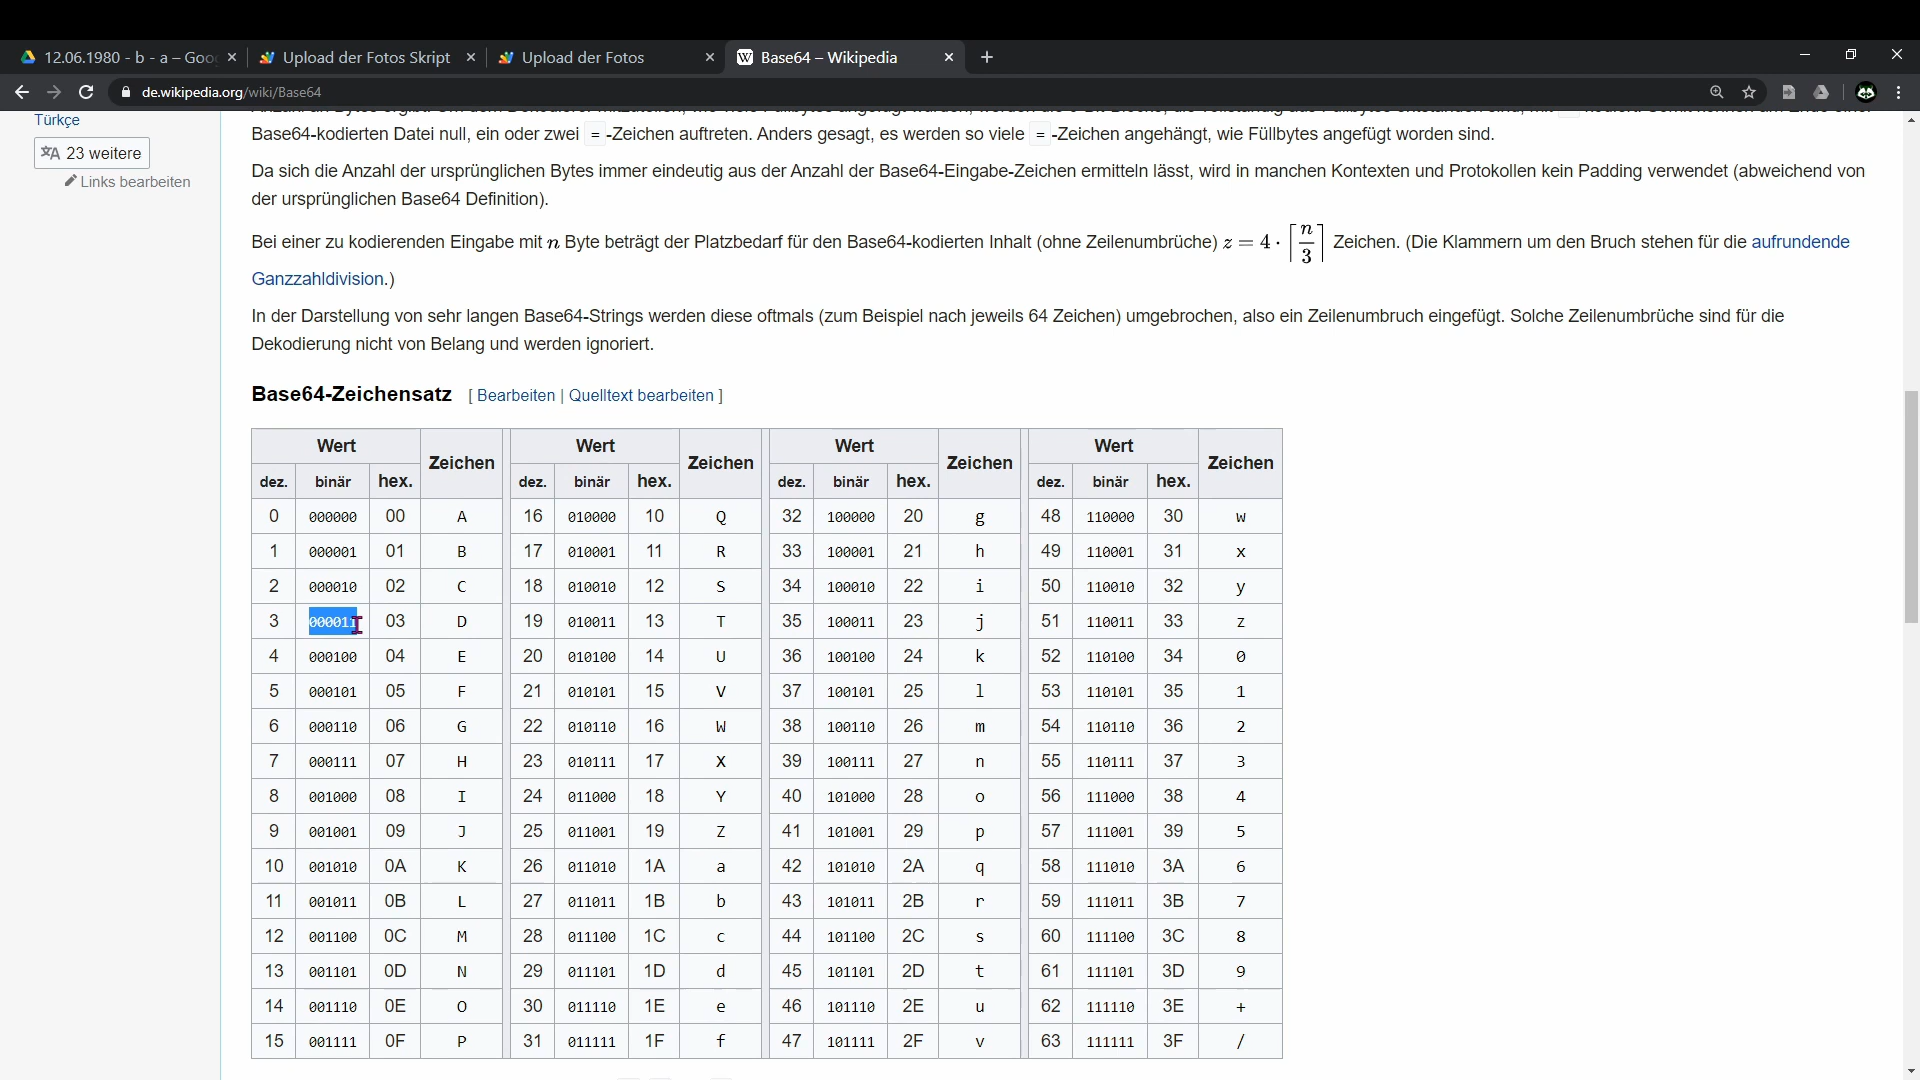 12.06.1980 - b - a – Goo
Upload der Fotos Skript
Upload der Fotos
Base64 – Wikipedia
de.wikipedia.org/wiki/Base64
Türkçe
23 weitere
Links bearbeiten
Base64-kodierten Datei null, ein oder zwei = -Zeichen auftreten. Anders gesagt, es werden so viele = -Zeichen angehängt, wie Füllbytes angefügt worden sind.
Da sich die Anzahl der ursprünglichen Bytes immer eindeutig aus der Anzahl der Base64-Eingabe-Zeichen ermitteln lässt, wird in manchen Kontexten und Protokollen kein Padding verwendet (abweichend von
der ursprünglichen Base64 Definition).
Bei einer zu kodierenden Eingabe mit n Byte beträgt der Platzbedarf für den Base64-kodierten Inhalt (ohne Zeilenumbrüche) z = 4 · ⌈n/3⌉ Zeichen. (Die Klammern um den Bruch stehen für die aufrundende
Ganzzahldivision.)
In der Darstellung von sehr langen Base64-Strings werden diese oftmals (zum Beispiel nach jeweils 64 Zeichen) umgebrochen, also ein Zeilenumbruch eingefügt. Solche Zeilenumbrüche sind für die
Dekodierung nicht von Belang und werden ignoriert.
Base64-Zeichensatz [ Bearbeiten | Quelltext bearbeiten ]
Wert Zeichen Wert Zeichen Wert Zeichen Wert Zeichen
dez. binär hex. dez. binär hex. dez. binär hex. dez. binär hex.
0 000000 00 A 16 010000 10 Q 32 100000 20 g 48 110000 30 w
1 000001 01 B 17 010001 11 R 33 100001 21 h 49 110001 31 x
2 000010 02 C 18 010010 12 S 34 100010 22 i 50 110010 32 y
3 000011 03 D 19 010011 13 T 35 100011 23 j 51 110011 33 z
4 000100 04 E 20 010100 14 U 36 100100 24 k 52 110100 34 0
5 000101 05 F 21 010101 15 V 37 100101 25 l 53 110101 35 1
6 000110 06 G 22 010110 16 W 38 100110 26 m 54 110110 36 2
7 000111 07 H 23 010111 17 X 39 100111 27 n 55 110111 37 3
8 001000 08 I 24 011000 18 Y 40 101000 28 o 56 111000 38 4
9 001001 09 J 25 011001 19 Z 41 101001 29 p 57 111001 39 5
10 001010 0A K 26 011010 1A a 42 101010 2A q 58 111010 3A 6
11 001011 0B L 27 011011 1B b 43 101011 2B r 59 111011 3B 7
12 001100 0C M 28 011100 1C c 44 101100 2C s 60 111100 3C 8
13 001101 0D N 29 011101 1D d 45 101101 2D t 61 111101 3D 9
14 001110 0E O 30 011110 1E e 46 101110 2E u 62 111110 3E +
15 001111 0F P 31 011111 1F f 47 101111 2F v 63 111111 3F /